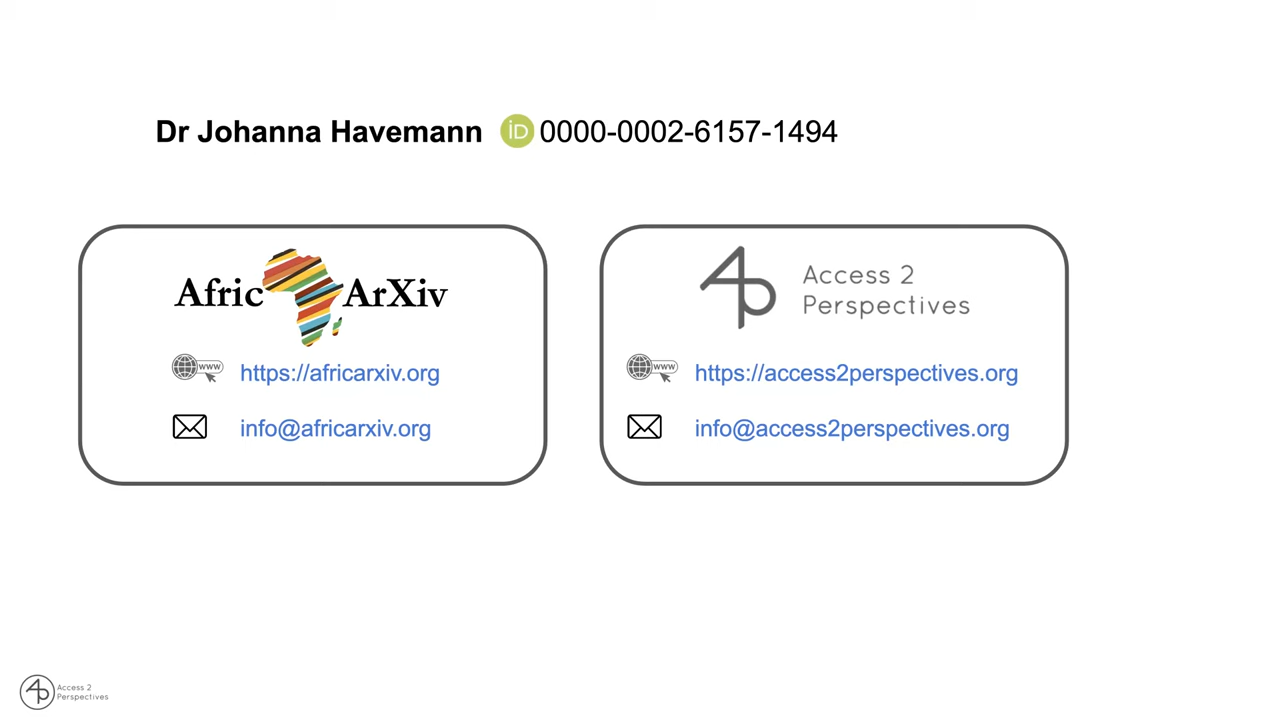 Dr Johanna Havemann iD 0000-0002-6157-1494
Afric ArXiv
www
https://africarxiv.org
info@africarxiv.org
Access 2
Perspectives
www
https://access2perspectives.org
info@access2perspectives.org
Access 2
Perspectives